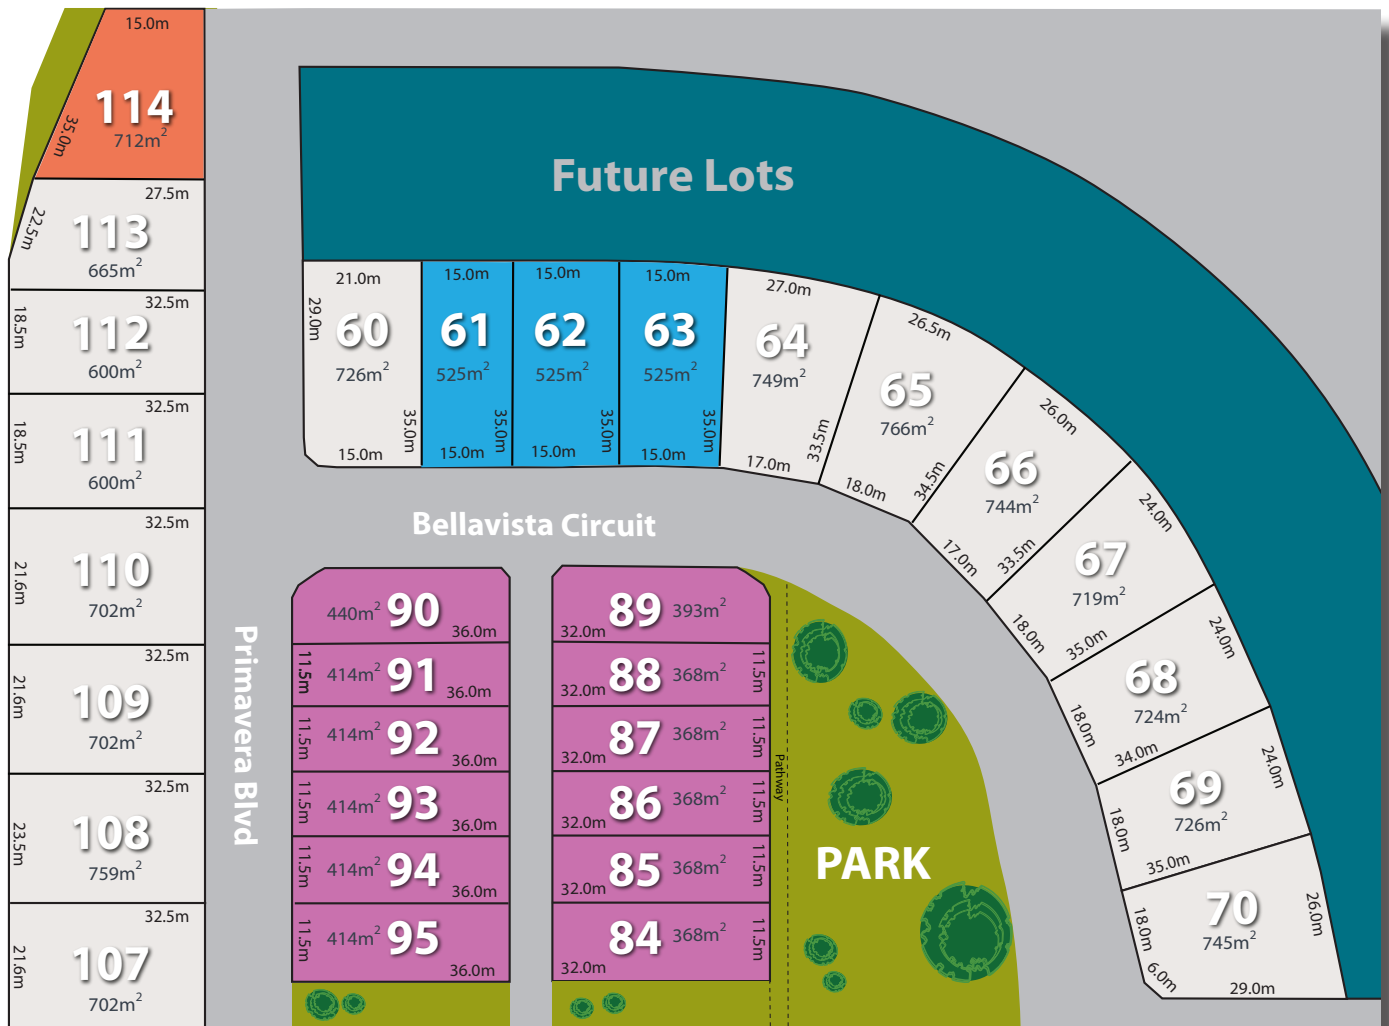 15.0m
114
712m²
35.0m
27.5m
113
665m²
22.5m
32.5m
112
600m²
18.5m
32.5m
111
600m²
18.5m
32.5m
110
702m²
21.6m
32.5m
109
702m²
21.6m
32.5m
108
759m²
23.5m
32.5m
107
702m²
21.6m
Primavera Blvd
Future Lots
21.0m
29.0m
60
726m²
35.0m
15.0m
15.0m
61
525m²
35.0m
15.0m
15.0m
62
525m²
35.0m
15.0m
15.0m
63
525m²
35.0m
15.0m
27.0m
64
749m²
33.5m
17.0m
26.5m
65
766m²
34.5m
18.0m
26.0m
66
744m²
33.5m
17.0m
24.0m
67
719m²
35.0m
18.0m
24.0m
68
724m²
34.0m
18.0m
24.0m
69
726m²
35.0m
18.0m
26.0m
70
745m²
18.0m
6.0m
29.0m
Bellavista Circuit
440m² 90
36.0m
11.5m
414m² 91
36.0m
11.5m
414m² 92
36.0m
11.5m
414m² 93
36.0m
11.5m
414m² 94
36.0m
11.5m
414m² 95
36.0m
89 393m²
32.0m
88 368m²
32.0m
11.5m
87 368m²
32.0m
11.5m
86 368m²
32.0m
11.5m
85 368m²
32.0m
11.5m
84 368m²
32.0m
11.5m
Pathway
PARK